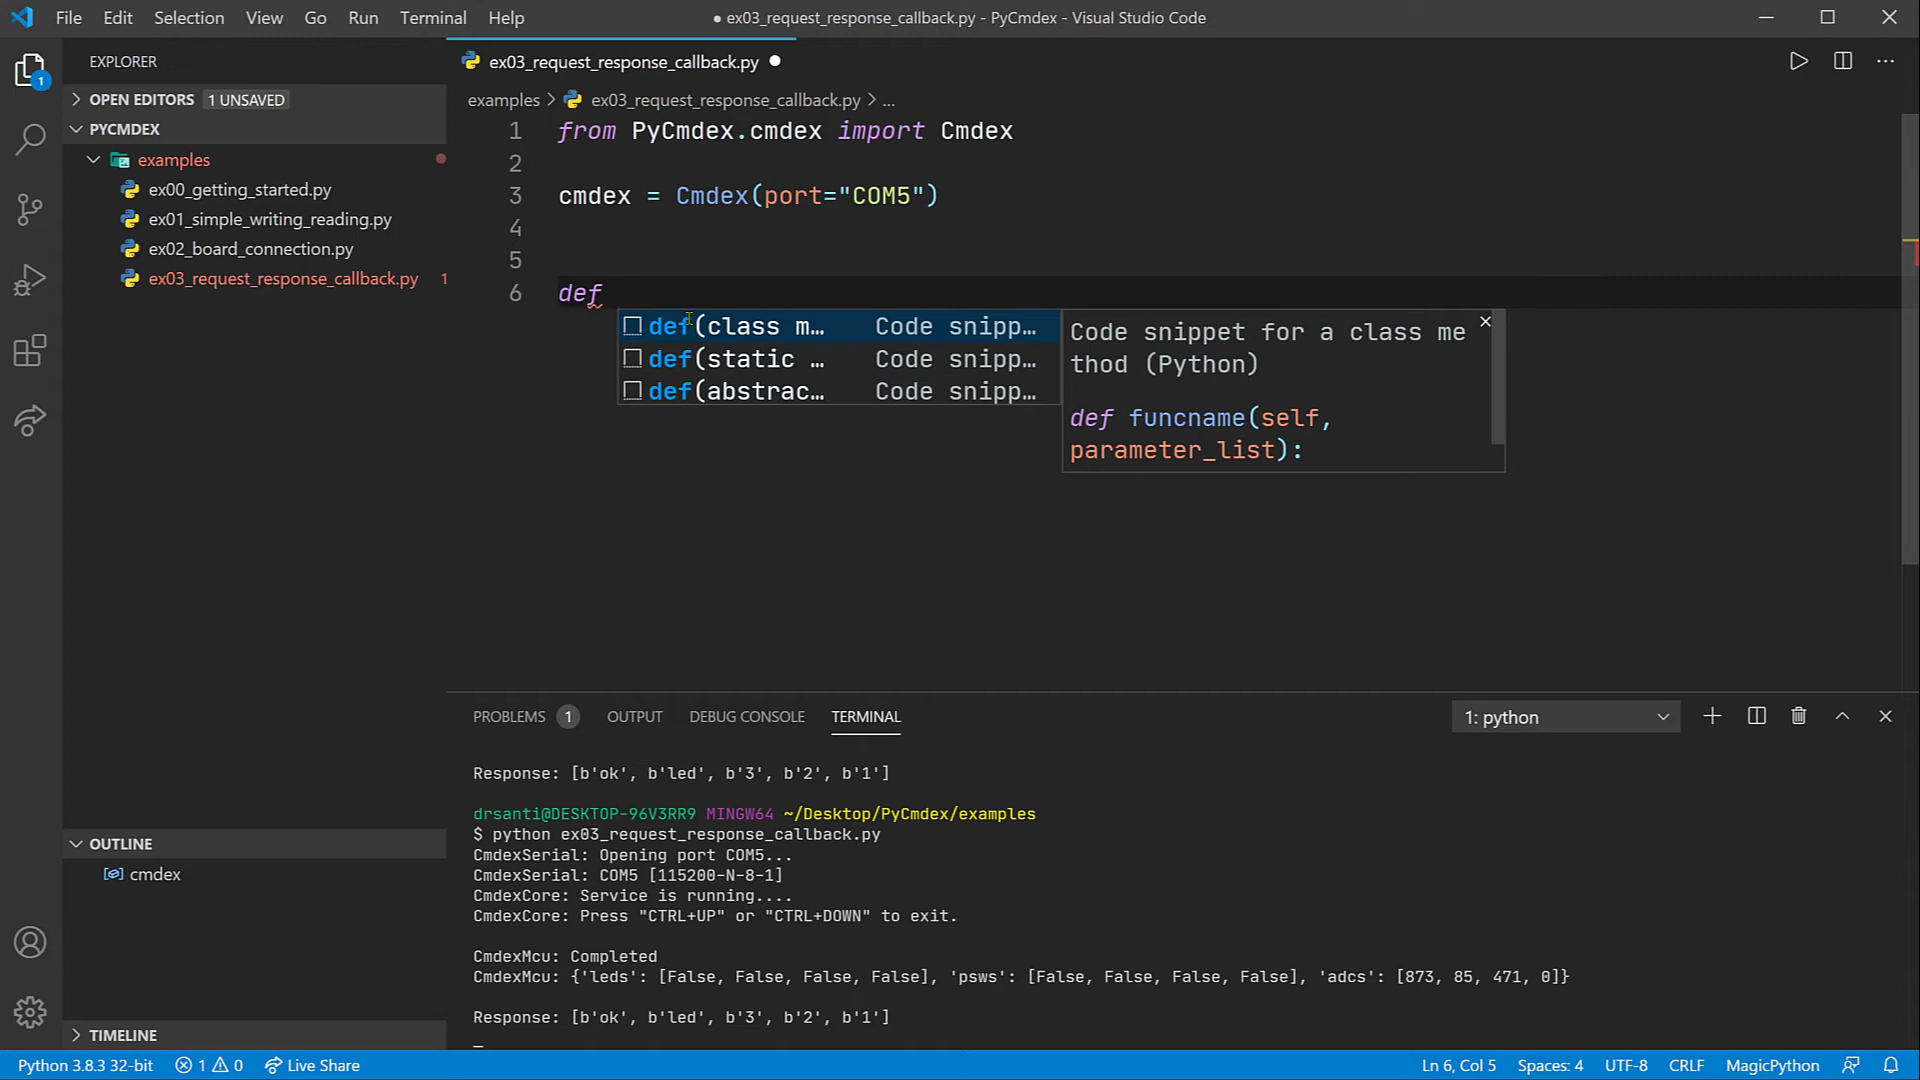 File Edit Selection View Go Run Terminal Help
● ex03_request_response_callback.py - PyCmdex - Visual Studio Code
EXPLORER
OPEN EDITORS 1 UNSAVED
PYCMDEX
examples
ex00_getting_started.py
ex01_simple_writing_reading.py
ex02_board_connection.py
ex03_request_response_callback.py 1
1
OUTLINE
cmdex
TIMELINE
ex03_request_response_callback.py
examples > ex03_request_response_callback.py > ...
1 from PyCmdex.cmdex import Cmdex
2
3 cmdex = Cmdex(port="COM5")
4
5
6 def
def(class m… Code snipp…
def(static … Code snipp…
def(abstrac… Code snipp…
Code snippet for a class me
thod (Python)
def funcname(self,
parameter_list):
PROBLEMS 1 OUTPUT DEBUG CONSOLE TERMINAL
1: python
Response: [b'ok', b'led', b'3', b'2', b'1']
drsanti@DESKTOP-96V3RR9 MINGW64 ~/Desktop/PyCmdex/examples
$ python ex03_request_response_callback.py
CmdexSerial: Opening port COM5...
CmdexSerial: COM5 [115200-N-8-1]
CmdexCore: Service is running....
CmdexCore: Press "CTRL+UP" or "CTRL+DOWN" to exit.
CmdexMcu: Completed
CmdexMcu: {'leds': [False, False, False, False], 'psws': [False, False, False, False], 'adcs': [873, 85, 471, 0]}
Response: [b'ok', b'led', b'3', b'2', b'1']
Python 3.8.3 32-bit 1 0 Live Share
Ln 6, Col 5 Spaces: 4 UTF-8 CRLF MagicPython